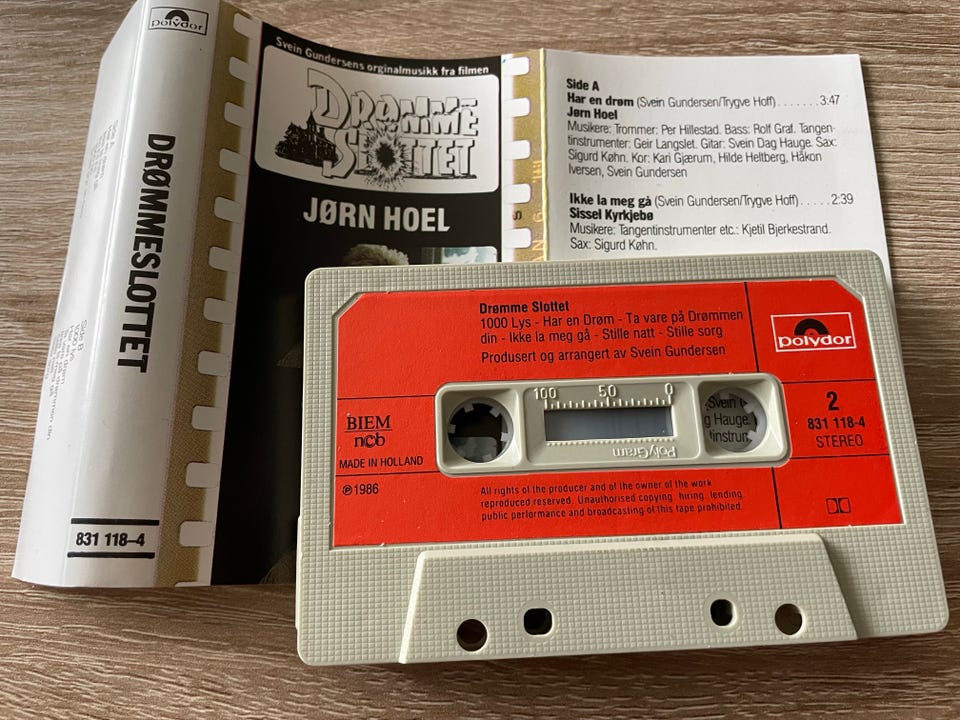 polydor
DRØMMESLOTTET
831 118-4
Side B
1000 Lys
Svein Gundersens orginalmusikk fra filmen
DRØMME
SLOTTET
JØRN HOEL
Side A
Har en drøm (Svein Gundersen/Trygve Hoff).......3:47
Jørn Hoel
Musikere: Trommer: Per Hillestad. Bass: Rolf Graf. Tangen-
tinstrumenter: Geir Langslet. Gitar: Svein Dag Hauge. Sax:
Sigurd Køhn. Kor: Kari Gjærum, Hilde Heltberg, Håkon
Iversen, Svein Gundersen
Ikke la meg gå (Svein Gundersen/Trygve Hoff).....2:39
Sissel Kyrkjebø
Musikere: Tangentinstrumenter etc.: Kjetil Bjerkestrand.
Sax: Sigurd Køhn.
Drømme Slottet
1000 Lys - Har en Drøm - Ta vare på Drømmen
din - Ikke la meg gå - Stille natt - Stille sorg
Produsert og arrangert av Svein Gundersen
polydor
100 50 0
Svein
g Hauge.
tinstrum
PolyGram
BIEM
ncb
MADE IN HOLLAND
℗ 1986
2
831 118-4
STEREO
All rights of the producer and of the owner of the work
reproduced reserved. Unauthorised copying, hiring, lending,
public performance and broadcasting of this tape prohibited.